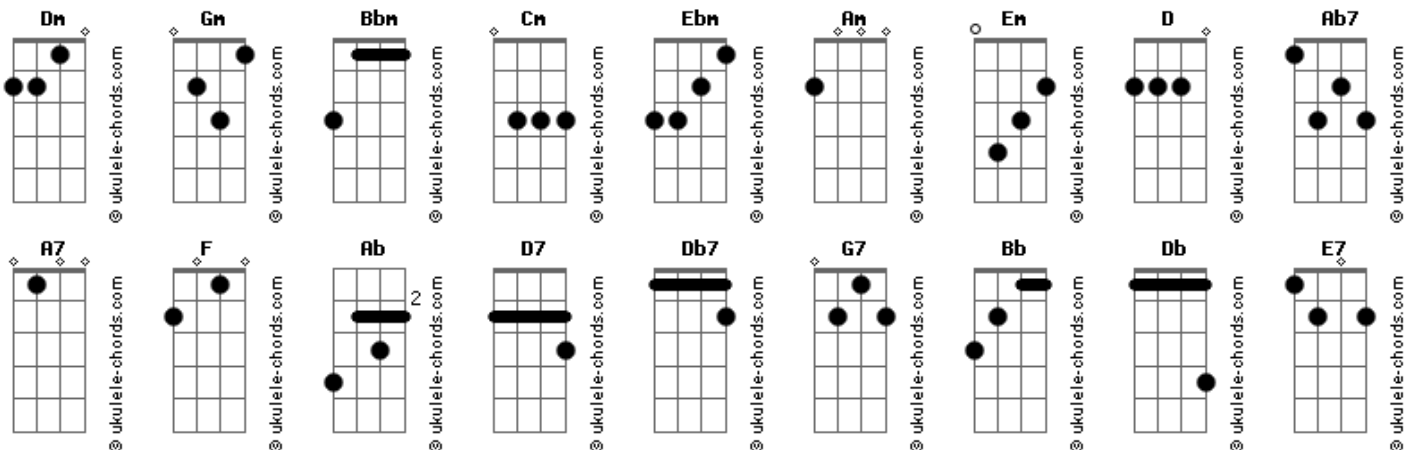 Dm Gm Bbm Cm Ebm Am Em D Ab7
© ukulele-chords.com © ukulele-chords.com © ukulele-chords.com © ukulele-chords.com © ukulele-chords.com © ukulele-chords.com © ukulele-chords.com © ukulele-chords.com © ukulele-chords.com
A7 F Ab D7 Db7 G7 Bb Db E7
2
© ukulele-chords.com © ukulele-chords.com © ukulele-chords.com © ukulele-chords.com © ukulele-chords.com © ukulele-chords.com © ukulele-chords.com © ukulele-chords.com © ukulele-chords.com